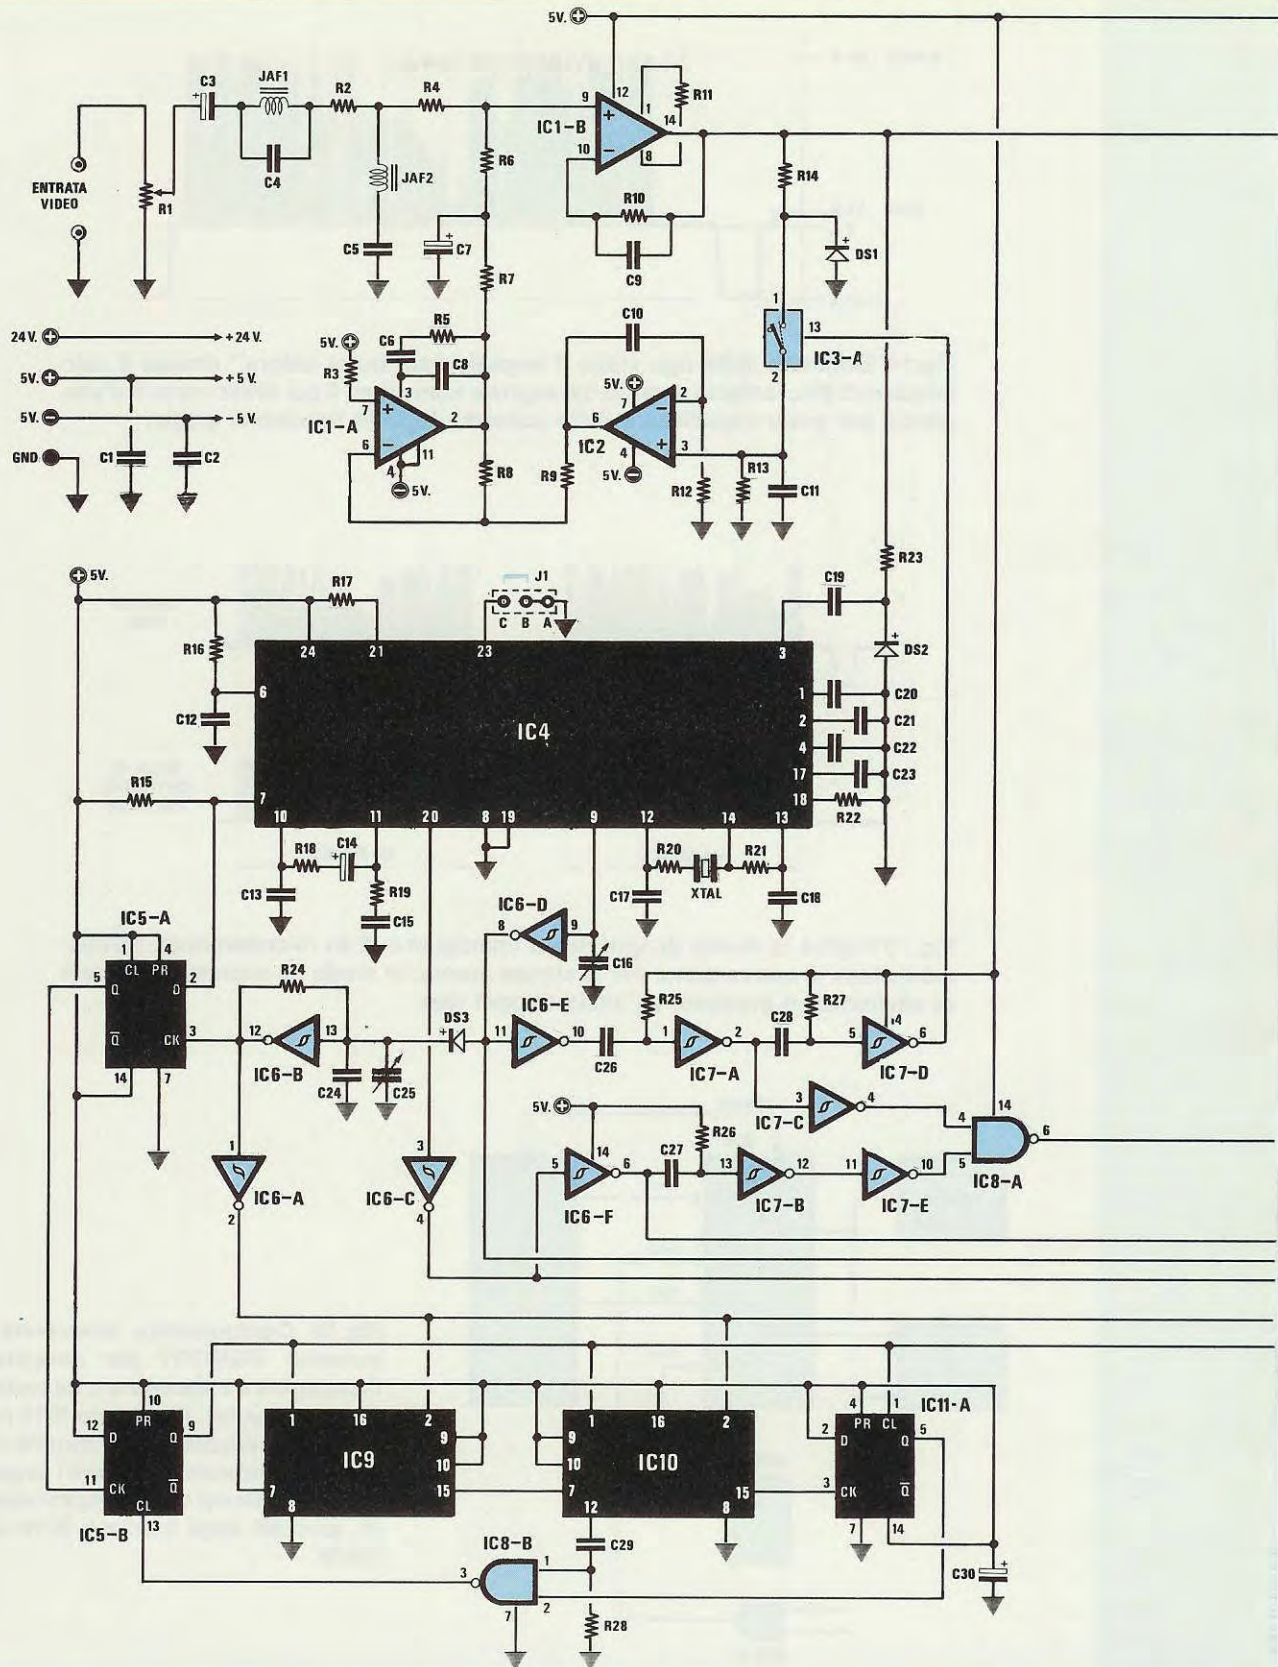 5V.
C3
JAF1
R2
R4
9
12
1
R11
IC1-B
14
8
10
C4
JAF2
R6
R14
ENTRATA
VIDEO
R1
R10
C5
C7
C9
DS1
R7
24 V.
+ 24 V.
5V.
+ 5 V.
5V.
- 5 V.
GND
C1
C2
5V.
R3
C6
R5
C8
7
3
IC1-A
2
6
4
11
5V.
R8
C10
1
13
IC3-A
2
5V.
7
2
6
IC2
3
4
5V.
R9
R12
R13
C11
R23
5V.
R17
J1
C B A
C19
R16
24
21
23
3
DS2
6
C12
IC4
1
C20
2
C21
4
C22
17
C23
18
R22
R15
7
10
11
20
8
19
9
12
14
13
R18
C14
R20
R21
C13
R19
C15
C17
XTAL
C18
IC6-D
8
9
C16
IC5-A
1
4
5
CL
PR
2
Q
D
Q
CK
3
14
7
R24
12
13
IC6-B
C24
C25
DS3
IC6-E
11
10
C26
R25
1
2
IC7-A
C28
R27
5
14
6
IC7-D
3
4
IC7-C
14
4
6
5
IC8-A
5V.
5
14
6
IC6-F
C27
R26
13
12
IC7-B
11
10
IC7-E
1
IC6-A
2
3
IC6-C
4
10
12
PR
9
D
Q
11
CK
Q
CL
13
IC5-B
1
16
2
9
IC9
10
7
15
8
1
16
2
9
IC10
10
7
15
12
8
IC11-A
4
1
PR
CL
2
D
Q
5
3
CK
Q
7
14
C29
IC8-B
3
1
2
7
R28
C30